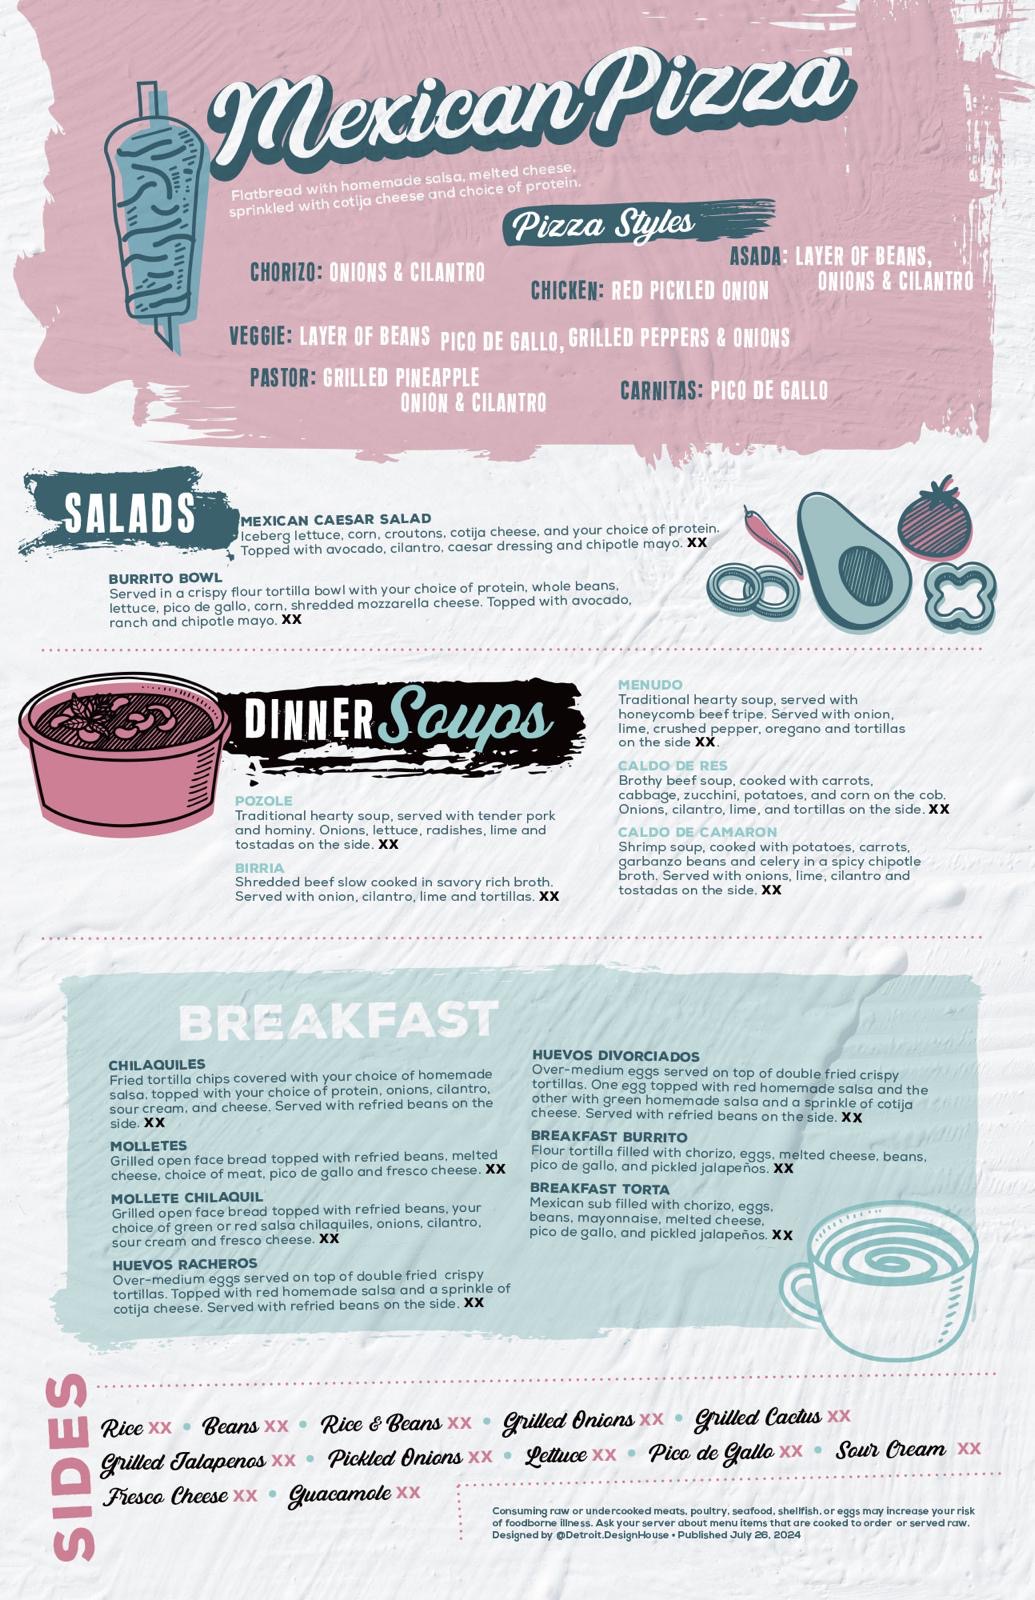 Mexican Pizza
Flatbread with homemade salsa, melted cheese,
sprinkled with cotija cheese and choice of protein.
Pizza Styles
CHORIZO: ONIONS & CILANTRO
CHICKEN: RED PICKLED ONION
ASADA: LAYER OF BEANS,
ONIONS & CILANTRO
VEGGIE: LAYER OF BEANS PICO DE GALLO, GRILLED PEPPERS & ONIONS
PASTOR: GRILLED PINEAPPLE
ONION & CILANTRO
CARNITAS: PICO DE GALLO
SALADS
MEXICAN CAESAR SALAD
Iceberg lettuce, corn, croutons, cotija cheese, and your choice of protein.
Topped with avocado, cilantro, caesar dressing and chipotle mayo. XX
BURRITO BOWL
Served in a crispy flour tortilla bowl with your choice of protein, whole beans,
lettuce, pico de gallo, corn, shredded mozzarella cheese. Topped with avocado,
ranch and chipotle mayo. XX
DINNER Soups
POZOLE
Traditional hearty soup, served with tender pork
and hominy. Onions, lettuce, radishes, lime and
tostadas on the side. XX
BIRRIA
Shredded beef slow cooked in savory rich broth.
Served with onion, cilantro, lime and tortillas. XX
MENUDO
Traditional hearty soup, served with
honeycomb beef tripe. Served with onion,
lime, crushed pepper, oregano and tortillas
on the side XX.
CALDO DE RES
Brothy beef soup, cooked with carrots,
cabbage, zucchini, potatoes, and corn on the cob.
Onions, cilantro, lime, and tortillas on the side. XX
CALDO DE CAMARON
Shrimp soup, cooked with potatoes, carrots,
garbanzo beans and celery in a spicy chipotle
broth. Served with onions, lime, cilantro and
tostadas on the side. XX
BREAKFAST
CHILAQUILES
Fried tortilla chips covered with your choice of homemade
salsa, topped with your choice of protein, onions, cilantro,
sour cream, and cheese. Served with refried beans on the
side. XX
MOLLETES
Grilled open face bread topped with refried beans, melted
cheese, choice of meat, pico de gallo and fresco cheese. XX
MOLLETE CHILAQUIL
Grilled open face bread topped with refried beans, your
choice of green or red salsa chilaquiles, onions, cilantro,
sour cream and fresco cheese. XX
HUEVOS RACHEROS
Over-medium eggs served on top of double fried crispy
tortillas. Topped with red homemade salsa and a sprinkle of
cotija cheese. Served with refried beans on the side. XX
HUEVOS DIVORCIADOS
Over-medium eggs served on top of double fried crispy
tortillas. One egg topped with red homemade salsa and the
other with green homemade salsa and a sprinkle of cotija
cheese. Served with refried beans on the side. XX
BREAKFAST BURRITO
Flour tortilla filled with chorizo, eggs, melted cheese, beans,
pico de gallo, and pickled jalapeños. XX
BREAKFAST TORTA
Mexican sub filled with chorizo, eggs,
beans, mayonnaise, melted cheese,
pico de gallo, and pickled jalapeños. XX
SIDES
Rice XX • Beans XX • Rice & Beans XX • Grilled Onions XX • Grilled Cactus XX
Grilled Jalapenos XX • Pickled Onions XX • Lettuce XX • Pico de Gallo XX • Sour Cream XX
Fresco Cheese XX • Guacamole XX
Consuming raw or undercooked meats, poultry, seafood, shellfish, or eggs may increase your risk
of foodborne illness. Ask your server about menu items that are cooked to order or served raw.
Designed by @Detroit.DesignHouse • Published July 26, 2024